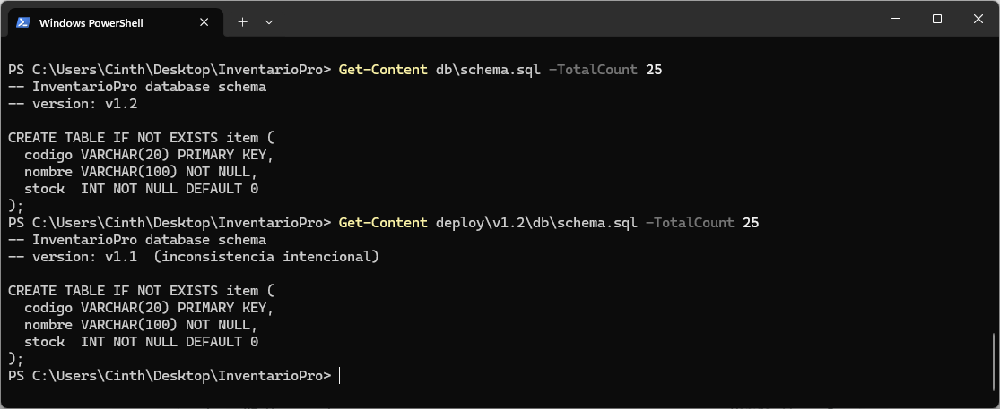 Windows PowerShell
PS C:\Users\Cinth\Desktop\InventarioPro> Get-Content db\schema.sql -TotalCount 25
-- InventarioPro database schema
-- version: v1.2

CREATE TABLE IF NOT EXISTS item (
  codigo VARCHAR(20) PRIMARY KEY,
  nombre VARCHAR(100) NOT NULL,
  stock  INT NOT NULL DEFAULT 0
);
PS C:\Users\Cinth\Desktop\InventarioPro> Get-Content deploy\v1.2\db\schema.sql -TotalCount 25
-- InventarioPro database schema
-- version: v1.1  (inconsistencia intencional)

CREATE TABLE IF NOT EXISTS item (
  codigo VARCHAR(20) PRIMARY KEY,
  nombre VARCHAR(100) NOT NULL,
  stock  INT NOT NULL DEFAULT 0
);
PS C:\Users\Cinth\Desktop\InventarioPro>